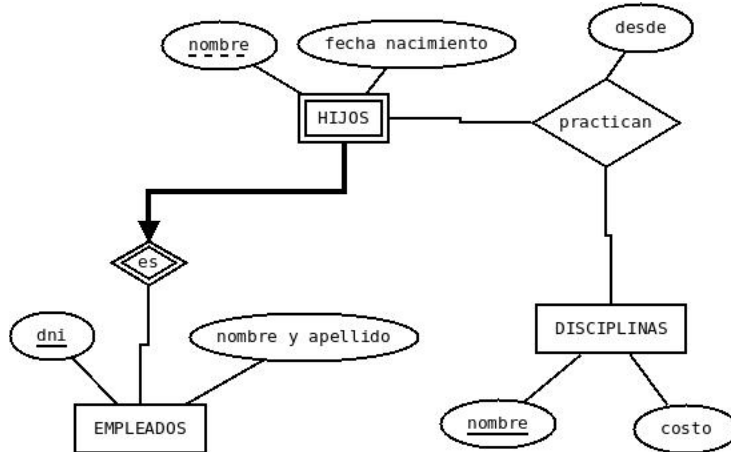 desde
nombre
fecha nacimiento
HIJOS
practican
es
dni
nombre y apellido
DISCIPLINAS
EMPLEADOS
nombre
costo